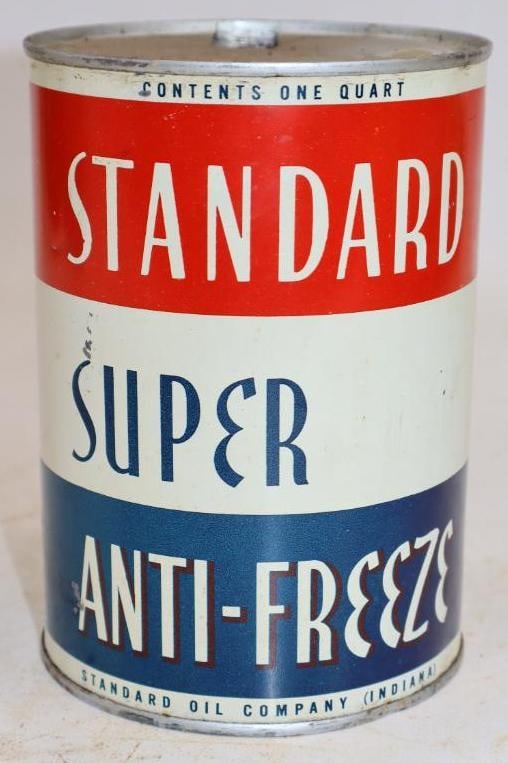 CONTENTS ONE QUART
STANDARD
SUPER
ANTI-FREEZE
STANDARD OIL COMPANY (INDIANA)